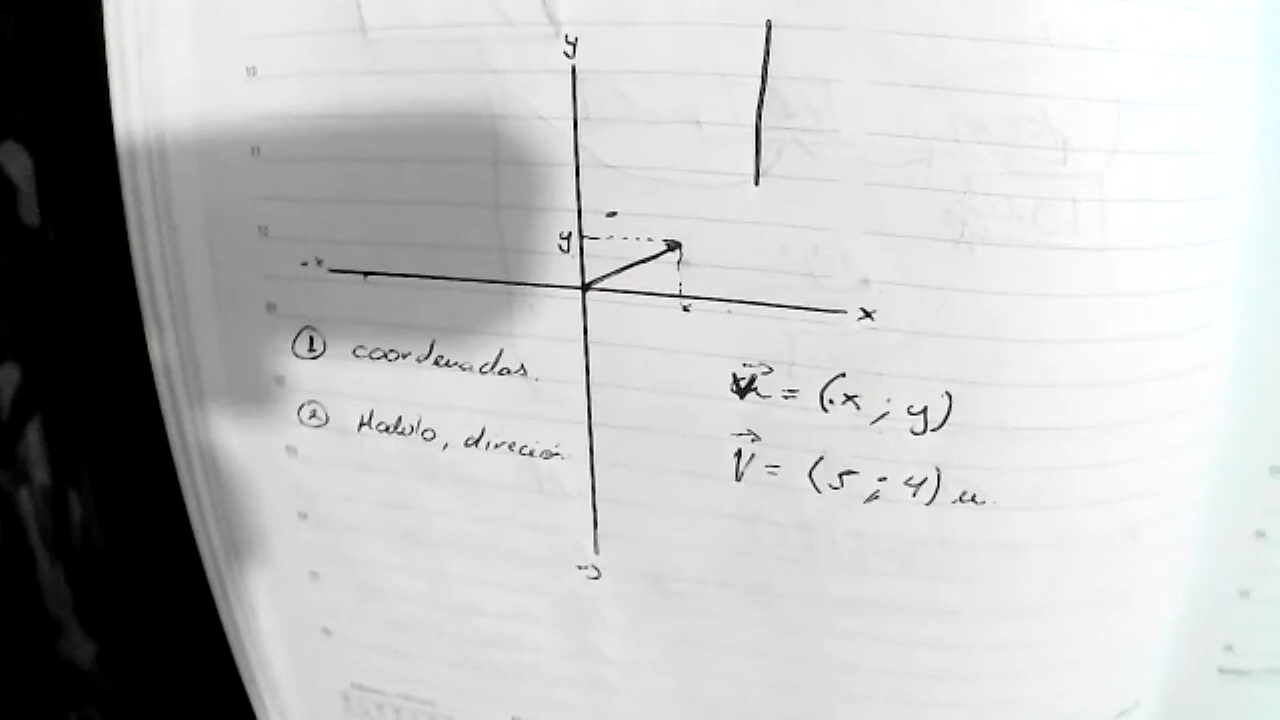 y
y
-x
x
x
① coordenadas.
② Modulo, direción
= (x ; y)
V = (5 ; 4) u.